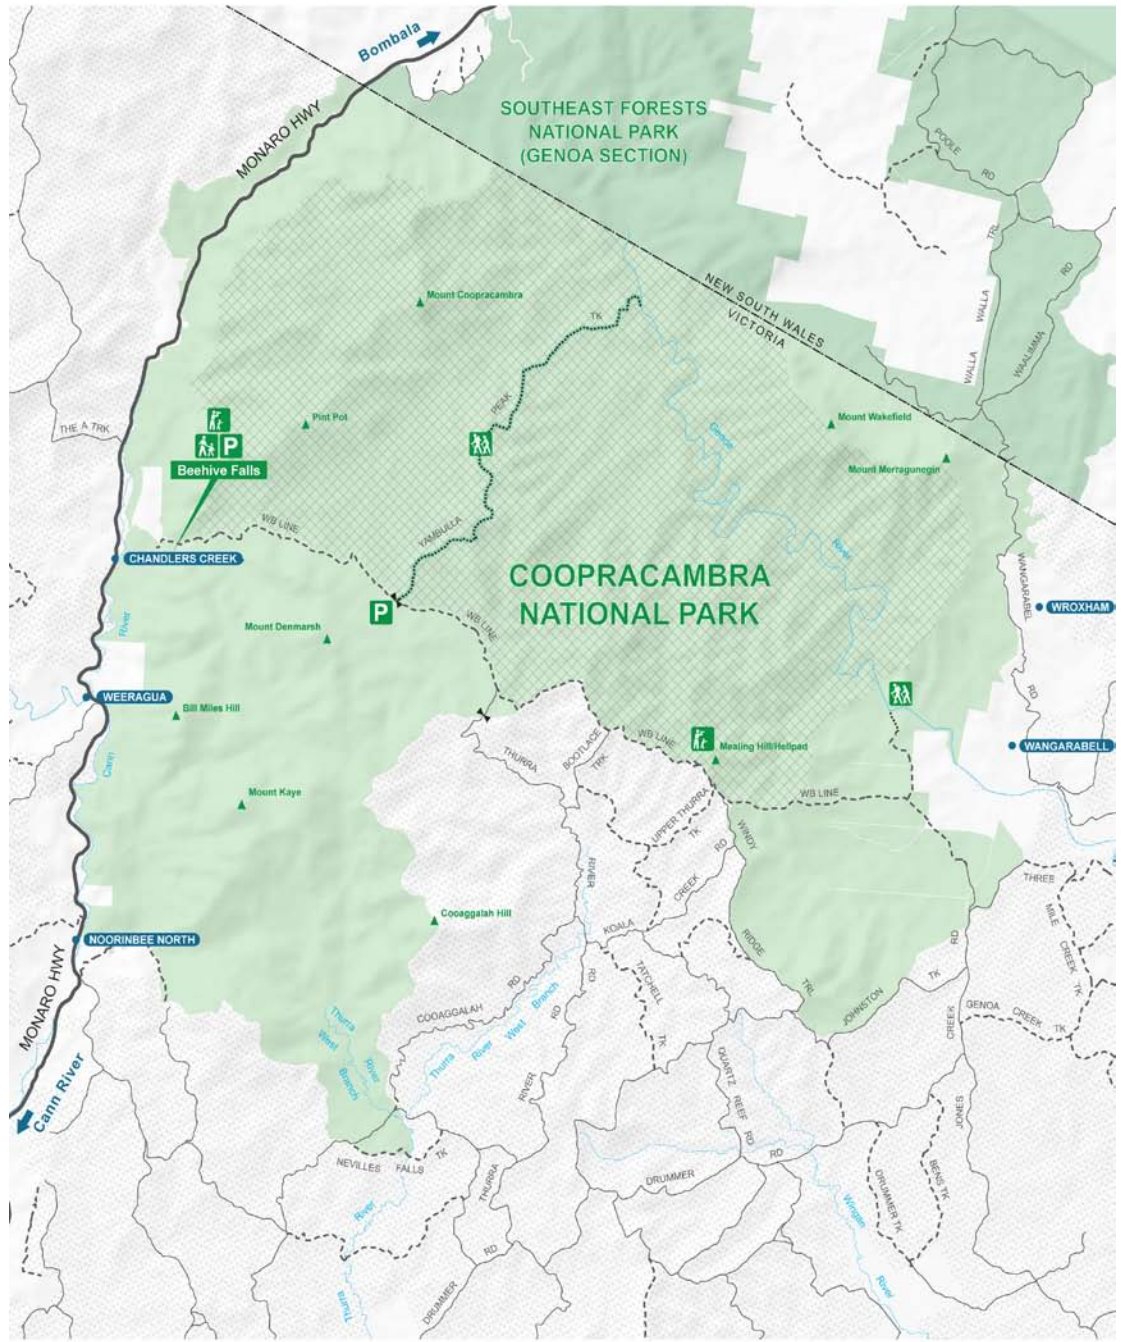 Bombala
SOUTHEAST FORESTS
NATIONAL PARK
(GENOA SECTION)
MONARO HWY
POOLE
RD
TRL
WALLA
WALLA
RD
WAALIMMA
NEW SOUTH WALES
VICTORIA
Mount Coopracambra
TK
PEAK
YAMBULLA
Pint Pot
Mount Wakefield
Mount Merragunegin
Genoa
River
THE A TRK
P
Beehive Falls
WB LINE
CHANDLERS CREEK
COOPRACAMBRA
NATIONAL PARK
P
WB LINE
WANGARABEL
RD
WROXHAM
River
Mount Denmarsh
WEERAGUA
Bill Miles Hill
Cann
WANGARABELL
THURRA
BOOTLACE
TRK
WB LINE
Mealing Hill/Helipad
WB LINE
Mount Kaye
UPPER THURRA
TK
WINDY
RIDGE
TRL
RD
CREEK
KOALA
RIVER
RD
THREE
MILE
CREEK
TK
Cooaggalah Hill
NOORINBEE NORTH
MONARO HWY
COOAGGALAH
RD
Thurra
River
West
Branch
TATCHELL
TK
JOHNSTON
TK
RD
CREEK
JONES
GENOA
CREEK
TK
Thurra
River
West
Branch
RD
RIVER
THURRA
QUARTZ
REEF
RD
RD
DRUMMER
Cann River
NEVILLES
FALLS
TK
River
Thurra
RD
DRUMMER
DRUMMER TK
BENS TK
Wingan
River